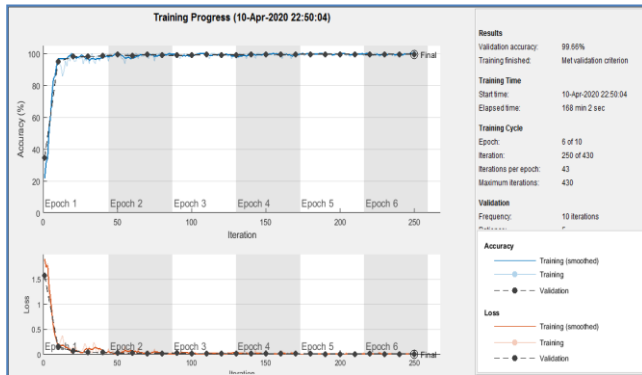 Training Progress (10-Apr-2020 22:50:04)
100
80
60
40
20
0
Accuracy (%)
Final
Epoch 1 Epoch 2 Epoch 3 Epoch 4 Epoch 5 Epoch 6
0 50 100 150 200 250
Iteration
1.5
1
0.5
0
Loss
Final
Epoch 1 Epoch 2 Epoch 3 Epoch 4 Epoch 5 Epoch 6
0 50 100 150 200 250
Iteration
Results
Validation accuracy: 99.66%
Training finished: Met validation criterion
Training Time
Start time: 10-Apr-2020 22:50:04
Elapsed time: 168 min 2 sec
Training Cycle
Epoch: 6 of 10
Iteration: 250 of 430
Iterations per epoch: 43
Maximum iterations: 430
Validation
Frequency: 10 iterations
Accuracy
Training (smoothed)
Training
Validation
Loss
Training (smoothed)
Training
Validation